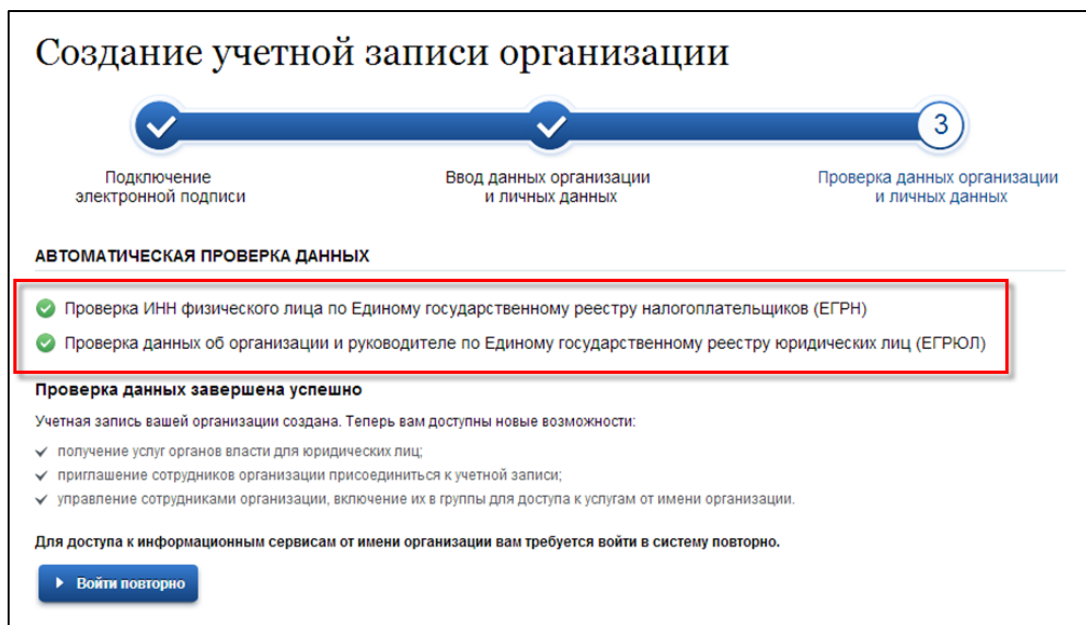 Создание учетной записи организации
3
Подключение
электронной подписи
Ввод данных организации
и личных данных
Проверка данных организации
и личных данных
АВТОМАТИЧЕСКАЯ ПРОВЕРКА ДАННЫХ
Проверка ИНН физического лица по Единому государственному реестру налогоплательщиков (ЕГРН)
Проверка данных об организации и руководителе по Единому государственному реестру юридических лиц (ЕГРЮЛ)
Проверка данных завершена успешно
Учетная запись вашей организации создана. Теперь вам доступны новые возможности:
получение услуг органов власти для юридических лиц;
приглашение сотрудников организации присоединиться к учетной записи;
управление сотрудниками организации, включение их в группы для доступа к услугам от имени организации.
Для доступа к информационным сервисам от имени организации вам требуется войти в систему повторно.
Войти повторно